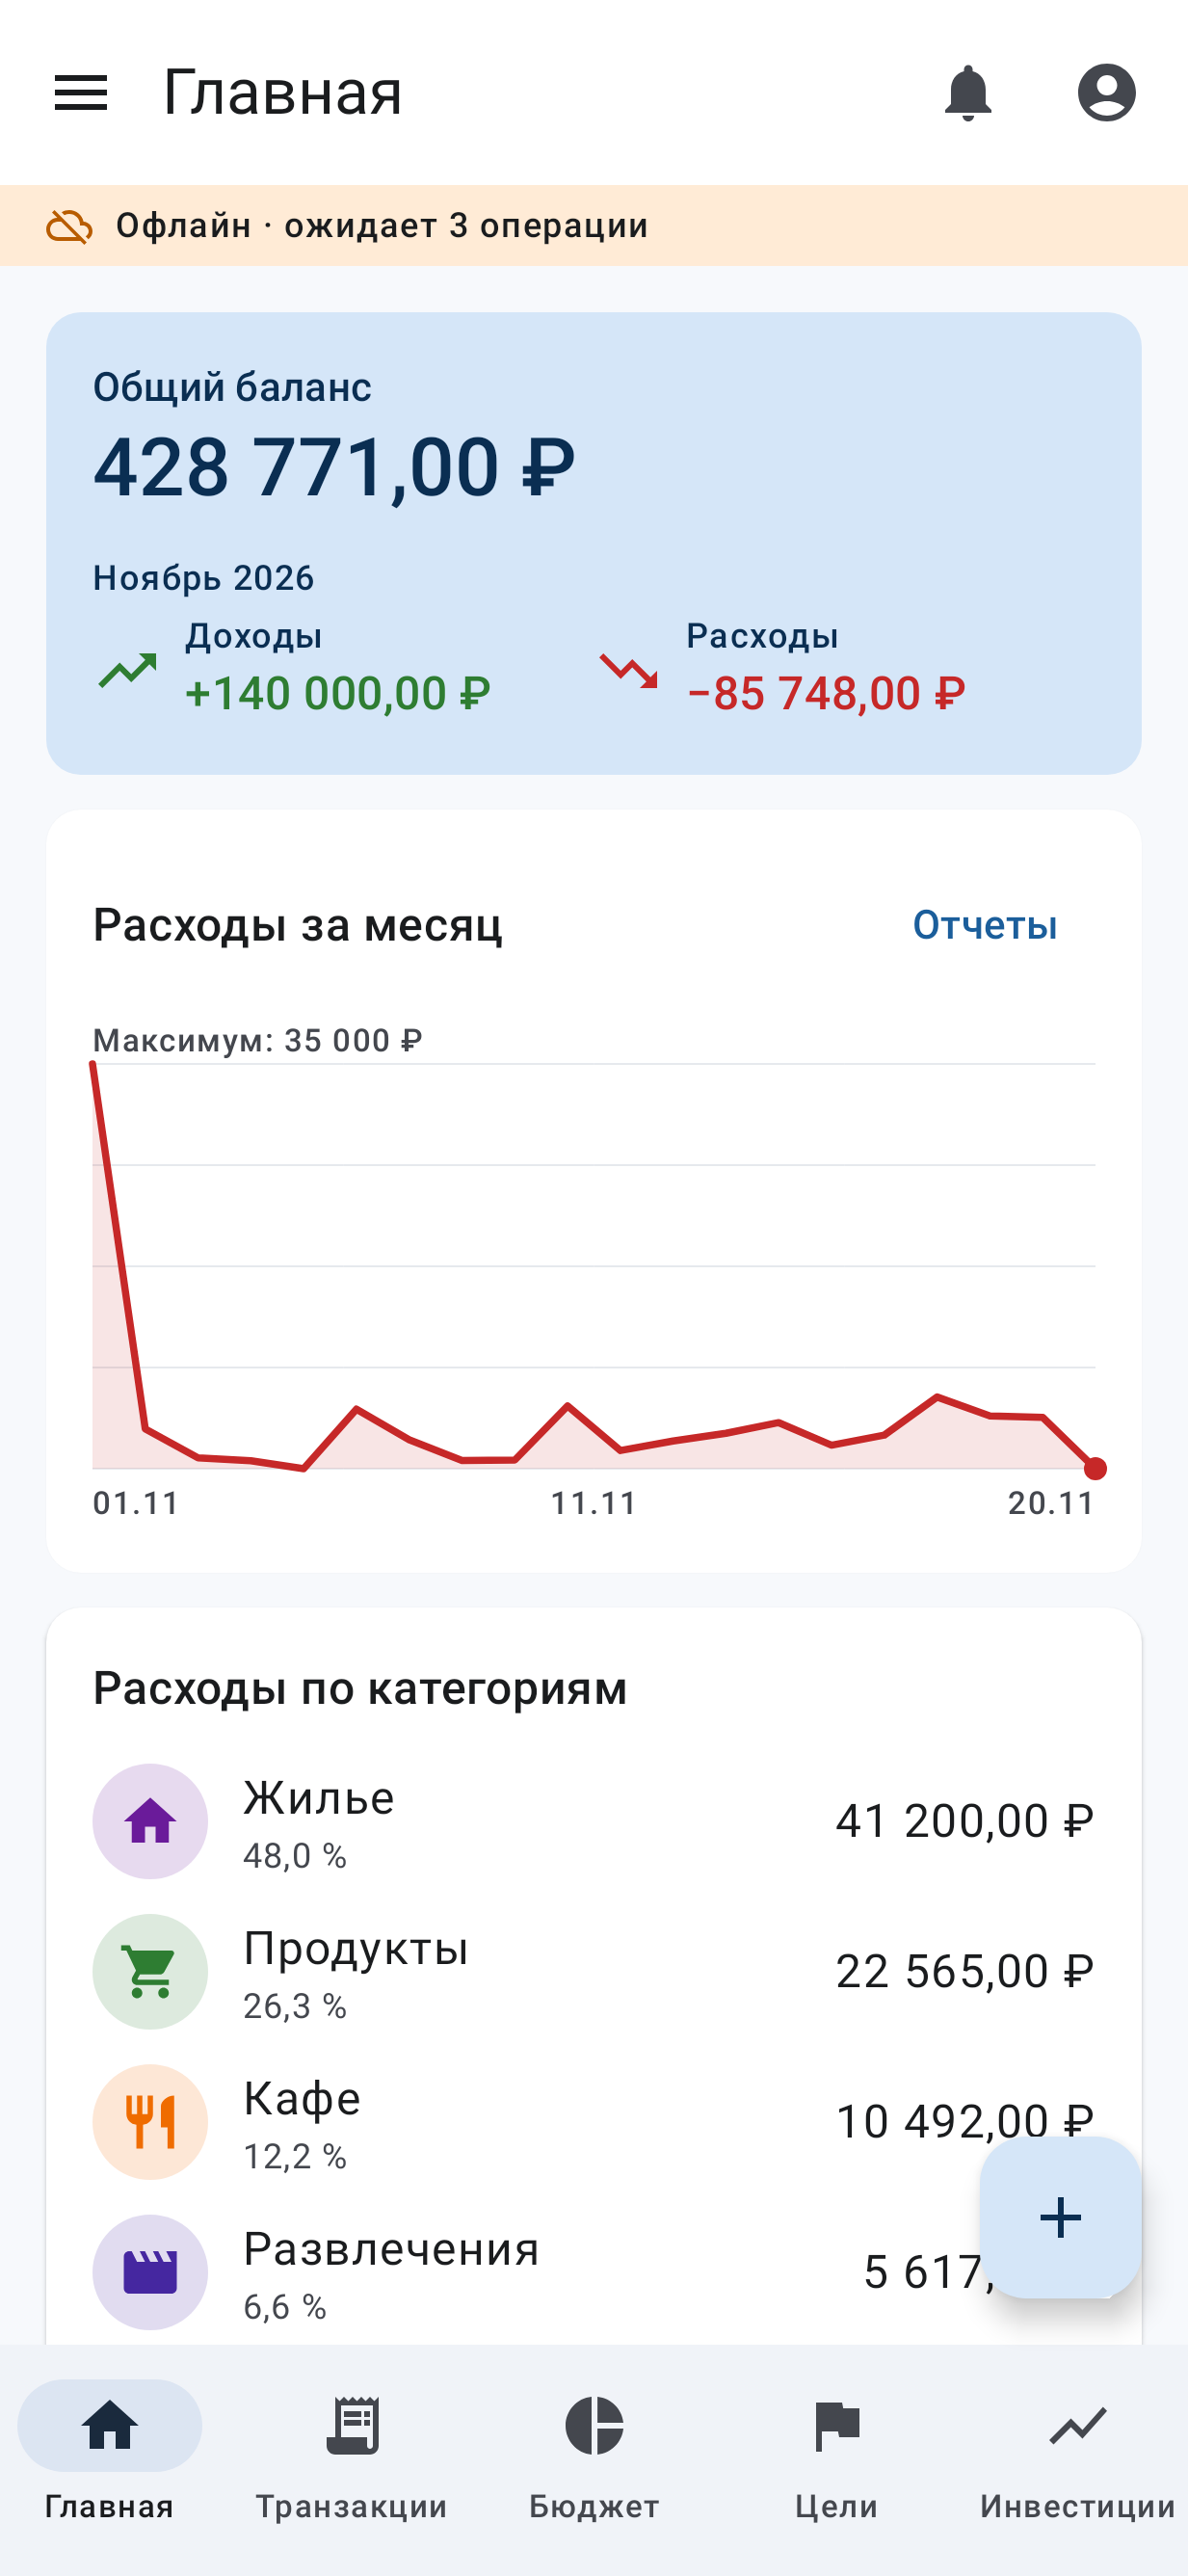 Главная
Офлайн · ожидает 3 операции
Общий баланс
428 771,00 ₽
Ноябрь 2026
Доходы
+140 000,00 ₽
Расходы
−85 748,00 ₽
Расходы за месяц
Отчеты
Максимум: 35 000 ₽
01.11
11.11
20.11
Расходы по категориям
Жилье
48,0 %
41 200,00 ₽
Продукты
26,3 %
22 565,00 ₽
Кафе
12,2 %
10 492,00 ₽
Развлечения
6,6 %
5 617,
Главная
Транзакции
Бюджет
Цели
Инвестиции